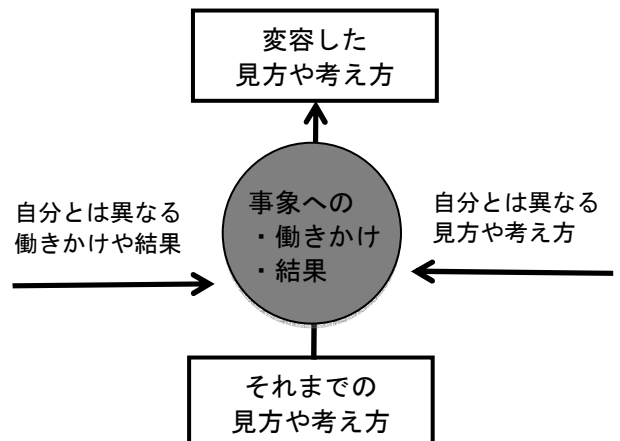 変容した
見方や考え方
自分とは異なる
働きかけや結果
事象への
・働きかけ
・結果
自分とは異なる
見方や考え方
それまでの
見方や考え方